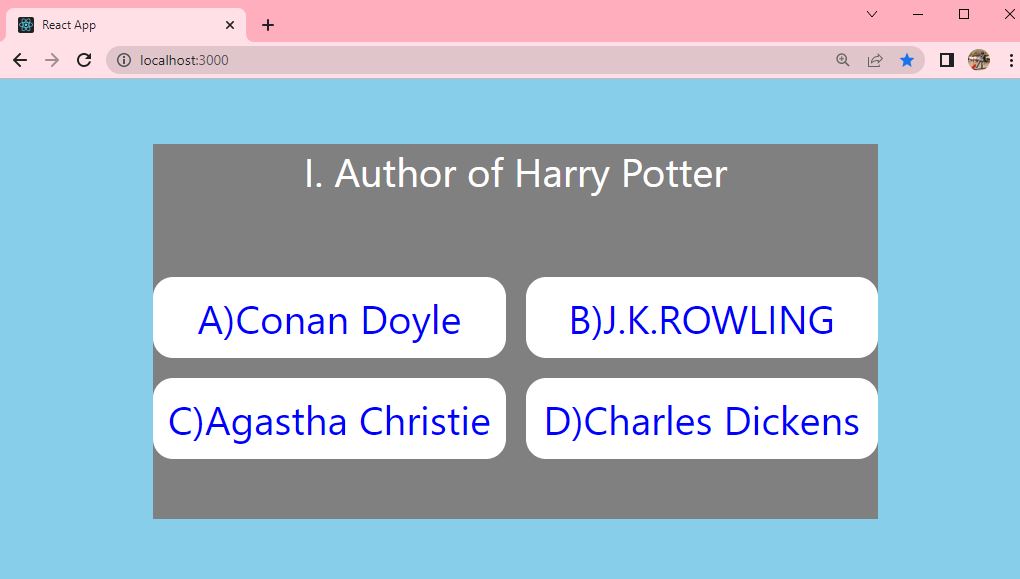 React App
localhost:3000
I. Author of Harry Potter
A)Conan Doyle
B)J.K.ROWLING
C)Agastha Christie
D)Charles Dickens